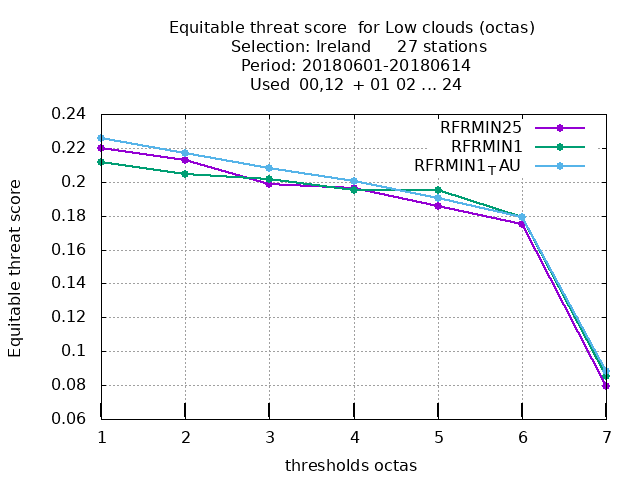 Equitable threat score  for Low clouds (octas)
Selection: Ireland     27 stations
Period: 20180601-20180614
Used  00,12  + 01 02 ... 24
0.24
0.22
0.2
0.18
0.16
0.14
0.12
0.1
0.08
0.06
Equitable threat score
RFRMIN25
RFRMIN1
RFRMIN1TAU
1 2 3 4 5 6 7
thresholds octas